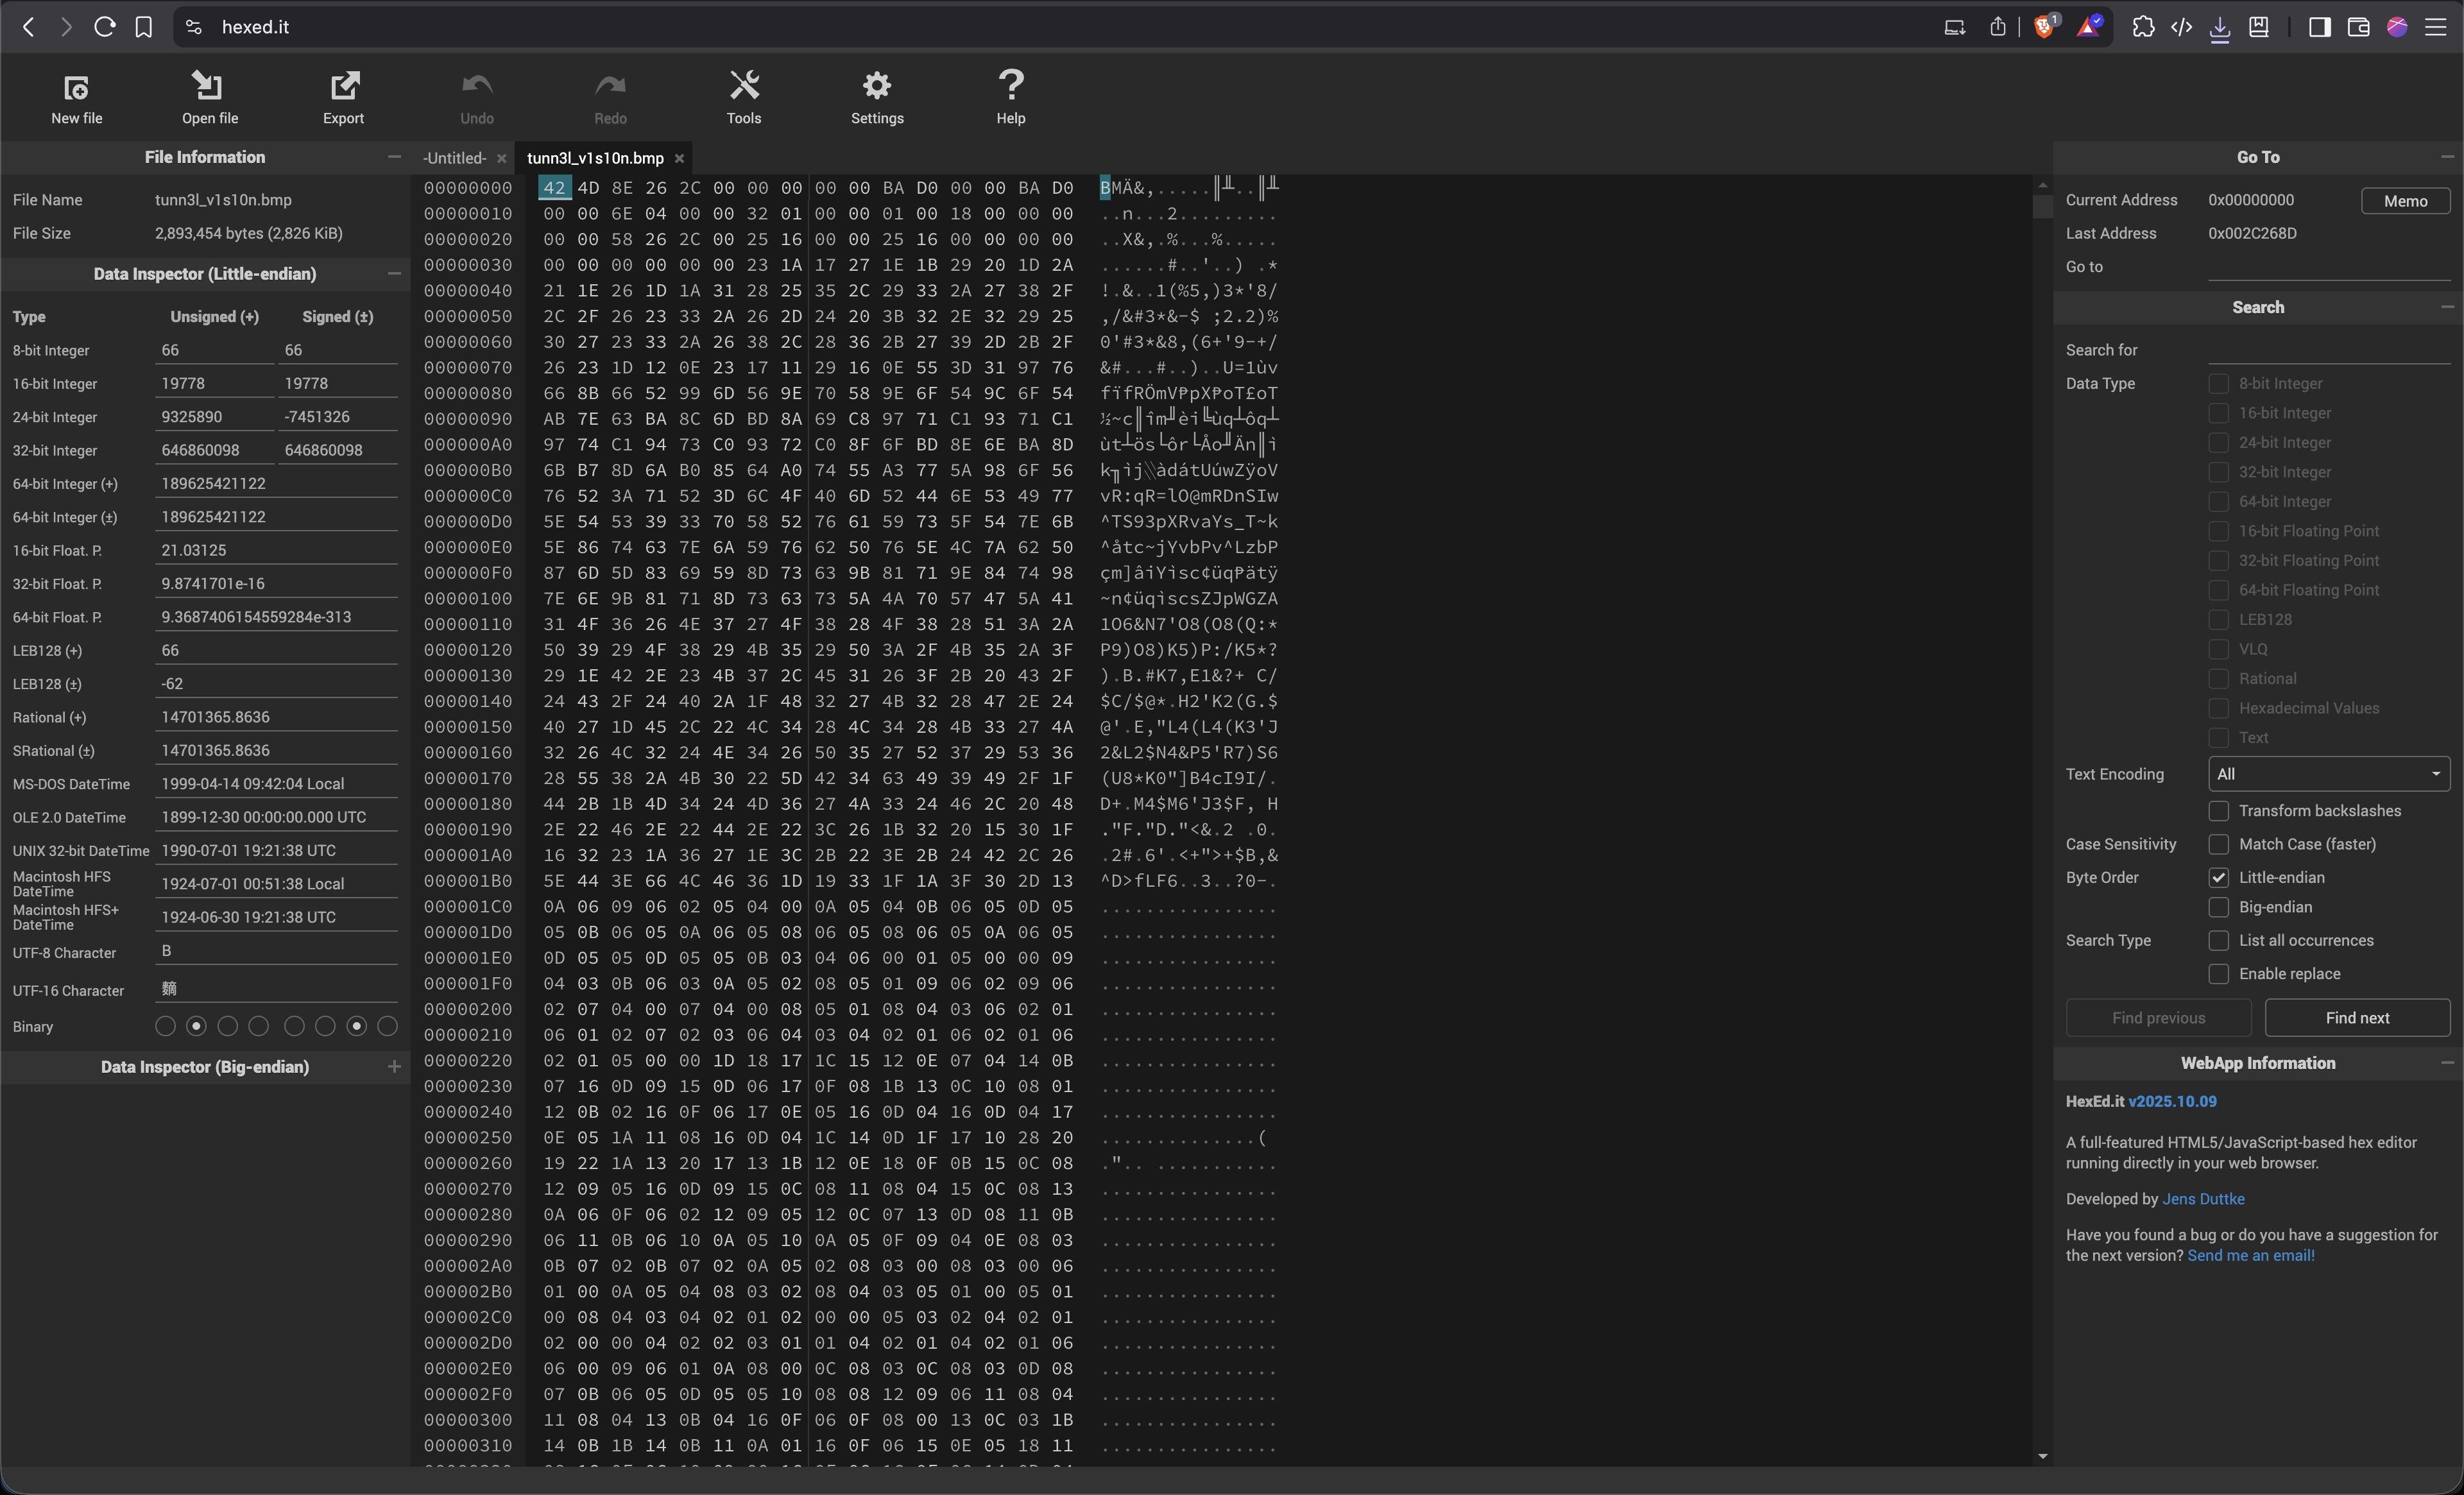 hexed.it
1
New file
Open file
Export
Undo
Redo
Tools
Settings
Help
File Information
File Name tunn3l_v1s10n.bmp
File Size 2,893,454 bytes (2,826 KiB)
Data Inspector (Little-endian)
Type Unsigned (+) Signed (±)
8-bit Integer 66 66
16-bit Integer 19778 19778
24-bit Integer 9325890 -7451326
32-bit Integer 646860098 646860098
64-bit Integer (+) 189625421122
64-bit Integer (±) 189625421122
16-bit Float. P. 21.03125
32-bit Float. P. 9.8741701e-16
64-bit Float. P. 9.3687406154559284e-313
LEB128 (+) 66
LEB128 (±) -62
Rational (+) 14701365.8636
SRational (±) 14701365.8636
MS-DOS DateTime 1999-04-14 09:42:04 Local
OLE 2.0 DateTime 1899-12-30 00:00:00.000 UTC
UNIX 32-bit DateTime 1990-07-01 19:21:38 UTC
Macintosh HFS DateTime 1924-07-01 00:51:38 Local
Macintosh HFS+ DateTime 1924-06-30 19:21:38 UTC
UTF-8 Character B
UTF-16 Character 䵂
Binary
Data Inspector (Big-endian)
-Untitled-
tunn3l_v1s10n.bmp
00000000 42 4D 8E 26 2C 00 00 00 00 00 BA D0 00 00 BA D0 BMÄ&,.....║╨..║╨
00000010 00 00 6E 04 00 00 32 01 00 00 01 00 18 00 00 00 ..n...2.........
00000020 00 00 58 26 2C 00 25 16 00 00 25 16 00 00 00 00 ..X&,.%...%.....
00000030 00 00 00 00 00 00 23 1A 17 27 1E 1B 29 20 1D 2A ......#..'..) .*
00000040 21 1E 26 1D 1A 31 28 25 35 2C 29 33 2A 27 38 2F !.&..1(%5,)3*'8/
00000050 2C 2F 26 23 33 2A 26 2D 24 20 3B 32 2E 32 29 25 ,/&#3*&-$ ;2.2)%
00000060 30 27 23 33 2A 26 38 2C 28 36 2B 27 39 2D 2B 2F 0'#3*&8,(6+'9-+/
00000070 26 23 1D 12 0E 23 17 11 29 16 0E 55 3D 31 97 76 &#...#..)..U=1ùv
00000080 66 8B 66 52 99 6D 56 9E 70 58 9E 6F 54 9C 6F 54 fïfRÖmV₧pX₧oT£oT
00000090 AB 7E 63 BA 8C 6D BD 8A 69 C8 97 71 C1 93 71 C1 ½~c║îm╜èi╚ùq┴ôq┴
000000A0 97 74 C1 94 73 C0 93 72 C0 8F 6F BD 8E 6E BA 8D ùt┴ös└ôr└Åo╜Än║ì
000000B0 6B B7 8D 6A B0 85 64 A0 74 55 A3 77 5A 98 6F 56 k╖ìj░àdátUúwZÿoV
000000C0 76 52 3A 71 52 3D 6C 4F 40 6D 52 44 6E 53 49 77 vR:qR=lO@mRDnSIw
000000D0 5E 54 53 39 33 70 58 52 76 61 59 73 5F 54 7E 6B ^TS93pXRvaYs_T~k
000000E0 5E 86 74 63 7E 6A 59 76 62 50 76 5E 4C 7A 62 50 ^åtc~jYvbPv^LzbP
000000F0 87 6D 5D 83 69 59 8D 73 63 9B 81 71 9E 84 74 98 çm]âiYìsc¢üq₧ätÿ
00000100 7E 6E 9B 81 71 8D 73 63 73 5A 4A 70 57 47 5A 41 ~n¢üqìscsZJpWGZA
00000110 31 4F 36 26 4E 37 27 4F 38 28 4F 38 28 51 3A 2A 1O6&N7'O8(O8(Q:*
00000120 50 39 29 4F 38 29 4B 35 29 50 3A 2F 4B 35 2A 3F P9)O8)K5)P:/K5*?
00000130 29 1E 42 2E 23 4B 37 2C 45 31 26 3F 2B 20 43 2F ).B.#K7,E1&?+ C/
00000140 24 43 2F 24 40 2A 1F 48 32 27 4B 32 28 47 2E 24 $C/$@*.H2'K2(G.$
00000150 40 27 1D 45 2C 22 4C 34 28 4C 34 28 4B 33 27 4A @'.E,"L4(L4(K3'J
00000160 32 26 4C 32 24 4E 34 26 50 35 27 52 37 29 53 36 2&L2$N4&P5'R7)S6
00000170 28 55 38 2A 4B 30 22 5D 42 34 63 49 39 49 2F 1F (U8*K0"]B4cI9I/.
00000180 44 2B 1B 4D 34 24 4D 36 27 4A 33 24 46 2C 20 48 D+.M4$M6'J3$F, H
00000190 2E 22 46 2E 22 44 2E 22 3C 26 1B 32 20 15 30 1F ."F."D."<&.2 .0.
000001A0 16 32 23 1A 36 27 1E 3C 2B 22 3E 2B 24 42 2C 26 .2#.6'.<+">+$B,&
000001B0 5E 44 3E 66 4C 46 36 1D 19 33 1F 1A 3F 30 2D 13 ^D>fLF6..3..?0-.
000001C0 0A 06 09 06 02 05 04 00 0A 05 04 0B 06 05 0D 05 ................
000001D0 05 0B 06 05 0A 06 05 08 06 05 08 06 05 0A 06 05 ................
000001E0 0D 05 05 0D 05 05 0B 03 04 06 00 01 05 00 00 09 ................
000001F0 04 03 0B 06 03 0A 05 02 08 05 01 09 06 02 09 06 ................
00000200 02 07 04 00 07 04 00 08 05 01 08 04 03 06 02 01 ................
00000210 06 01 02 07 02 03 06 04 03 04 02 01 06 02 01 06 ................
00000220 02 01 05 00 00 1D 18 17 1C 15 12 0E 07 04 14 0B ................
00000230 07 16 0D 09 15 0D 06 17 0F 08 1B 13 0C 10 08 01 ................
00000240 12 0B 02 16 0F 06 17 0E 05 16 0D 04 16 0D 04 17 ................
00000250 0E 05 1A 11 08 16 0D 04 1C 14 0D 1F 17 10 28 20 ..............( 
00000260 19 22 1A 13 20 17 13 1B 12 0E 18 0F 0B 15 0C 08 .".. ...........
00000270 12 09 05 16 0D 09 15 0C 08 11 08 04 15 0C 08 13 ................
00000280 0A 06 0F 06 02 12 09 05 12 0C 07 13 0D 08 11 0B ................
00000290 06 11 0B 06 10 0A 05 10 0A 05 0F 09 04 0E 08 03 ................
000002A0 0B 07 02 0B 07 02 0A 05 02 08 03 00 08 03 00 06 ................
000002B0 01 00 0A 05 04 08 03 02 08 04 03 05 01 00 05 01 ................
000002C0 00 08 04 03 04 02 01 02 00 00 05 03 02 04 02 01 ................
000002D0 02 00 00 04 02 02 03 01 01 04 02 01 04 02 01 06 ................
000002E0 06 00 09 06 01 0A 08 00 0C 08 03 0C 08 03 0D 08 ................
000002F0 07 0B 06 05 0D 05 05 10 08 08 12 09 06 11 08 04 ................
00000300 11 08 04 13 0B 04 16 0F 06 0F 08 00 13 0C 03 1B ................
00000310 14 0B 1B 14 0B 11 0A 01 16 0F 06 15 0E 05 18 11 ................
Go To
Current Address 0x00000000 Memo
Last Address 0x002C268D
Go to
Search
Search for
Data Type 8-bit Integer
16-bit Integer
24-bit Integer
32-bit Integer
64-bit Integer
16-bit Floating Point
32-bit Floating Point
64-bit Floating Point
LEB128
VLQ
Rational
Hexadecimal Values
Text
Text Encoding All
Transform backslashes
Case Sensitivity Match Case (faster)
Byte Order Little-endian
Big-endian
Search Type List all occurrences
Enable replace
Find previous Find next
WebApp Information
HexEd.it v2025.10.09
A full-featured HTML5/JavaScript-based hex editor
running directly in your web browser.
Developed by Jens Duttke
Have you found a bug or do you have a suggestion for
the next version? Send me an email!